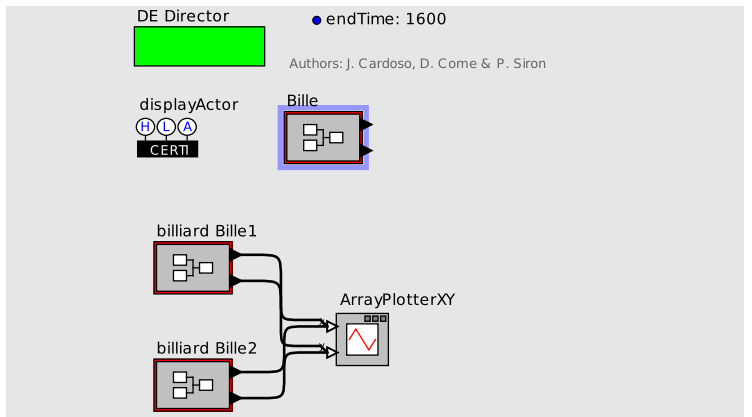 DE Director
endTime: 1600
Authors: J. Cardoso, D. Come & P. Siron
displayActor
Bille
H L A
CERTI
billiard Bille1
ArrayPlotterXY
billiard Bille2